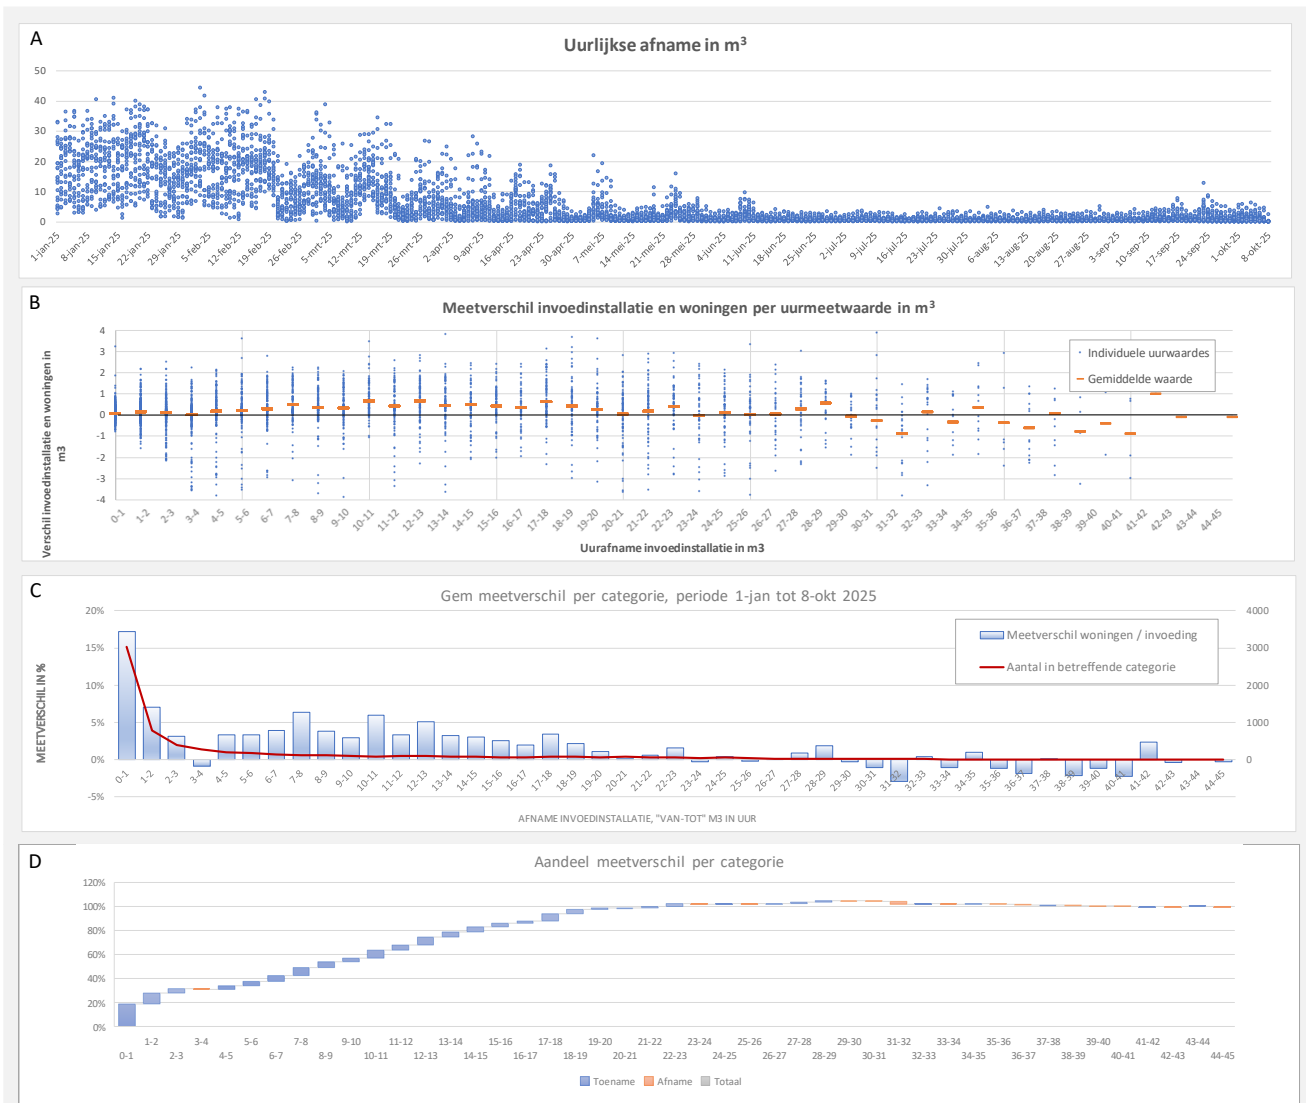 A
Uurlijkse afname in m³
50
40
30
20
10
0
1-jan-25 8-jan-25 15-jan-25 22-jan-25 29-jan-25 5-feb-25 12-feb-25 19-feb-25 26-feb-25 5-mrt-25 12-mrt-25 19-mrt-25 26-mrt-25 2-apr-25 9-apr-25 16-apr-25 23-apr-25 30-apr-25 7-mei-25 14-mei-25 21-mei-25 28-mei-25 4-jun-25 11-jun-25 18-jun-25 25-jun-25 2-jul-25 9-jul-25 16-jul-25 23-jul-25 30-jul-25 6-aug-25 13-aug-25 20-aug-25 27-aug-25 3-sep-25 10-sep-25 17-sep-25 24-sep-25 1-okt-25 8-okt-25
B
Meetverschil invoedinstallatie en woningen per uurmeetwaarde in m³
Verschil invoedinstallatie en woningen in
m3
4
3
2
1
0
-1
-2
-3
-4
Individuele uurwaardes
Gemiddelde waarde
0-1 1-2 2-3 3-4 4-5 5-6 6-7 7-8 8-9 9-10 10-11 11-12 12-13 13-14 14-15 15-16 16-17 17-18 18-19 19-20 20-21 21-22 22-23 23-24 24-25 25-26 26-27 27-28 28-29 29-30 30-31 31-32 32-33 33-34 34-35 35-36 36-37 37-38 38-39 39-40 40-41 41-42 42-43 43-44 44-45
Uurafname invoedinstallatie in m3
C
Gem meetverschil per categorie, periode 1-jan tot 8-okt 2025
MEETVERSCHIL IN %
20%
15%
10%
5%
0%
-5%
4000
3000
2000
1000
0
Meetverschil woningen / invoeding
Aantal in betreffende categorie
0-1 1-2 2-3 3-4 4-5 5-6 6-7 7-8 8-9 9-10 10-11 11-12 12-13 13-14 14-15 15-16 16-17 17-18 18-19 19-20 20-21 21-22 22-23 23-24 24-25 25-26 26-27 27-28 28-29 29-30 30-31 31-32 32-33 33-34 34-35 35-36 36-37 37-38 38-39 39-40 40-41 41-42 42-43 43-44 44-45
AFNAME INVOEDINSTALLATIE, "VAN-TOT" M3 IN UUR
D
Aandeel meetverschil per categorie
120%
100%
80%
60%
40%
20%
0%
1-2 3-4 5-6 7-8 9-10 11-12 13-14 15-16 17-18 19-20 21-22 23-24 25-26 27-28 29-30 31-32 33-34 35-36 37-38 39-40 41-42 43-44
0-1 2-3 4-5 6-7 8-9 10-11 12-13 14-15 16-17 18-19 20-21 22-23 24-25 26-27 28-29 30-31 32-33 34-35 36-37 38-39 40-41 42-43 44-45
Toename Afname Totaal